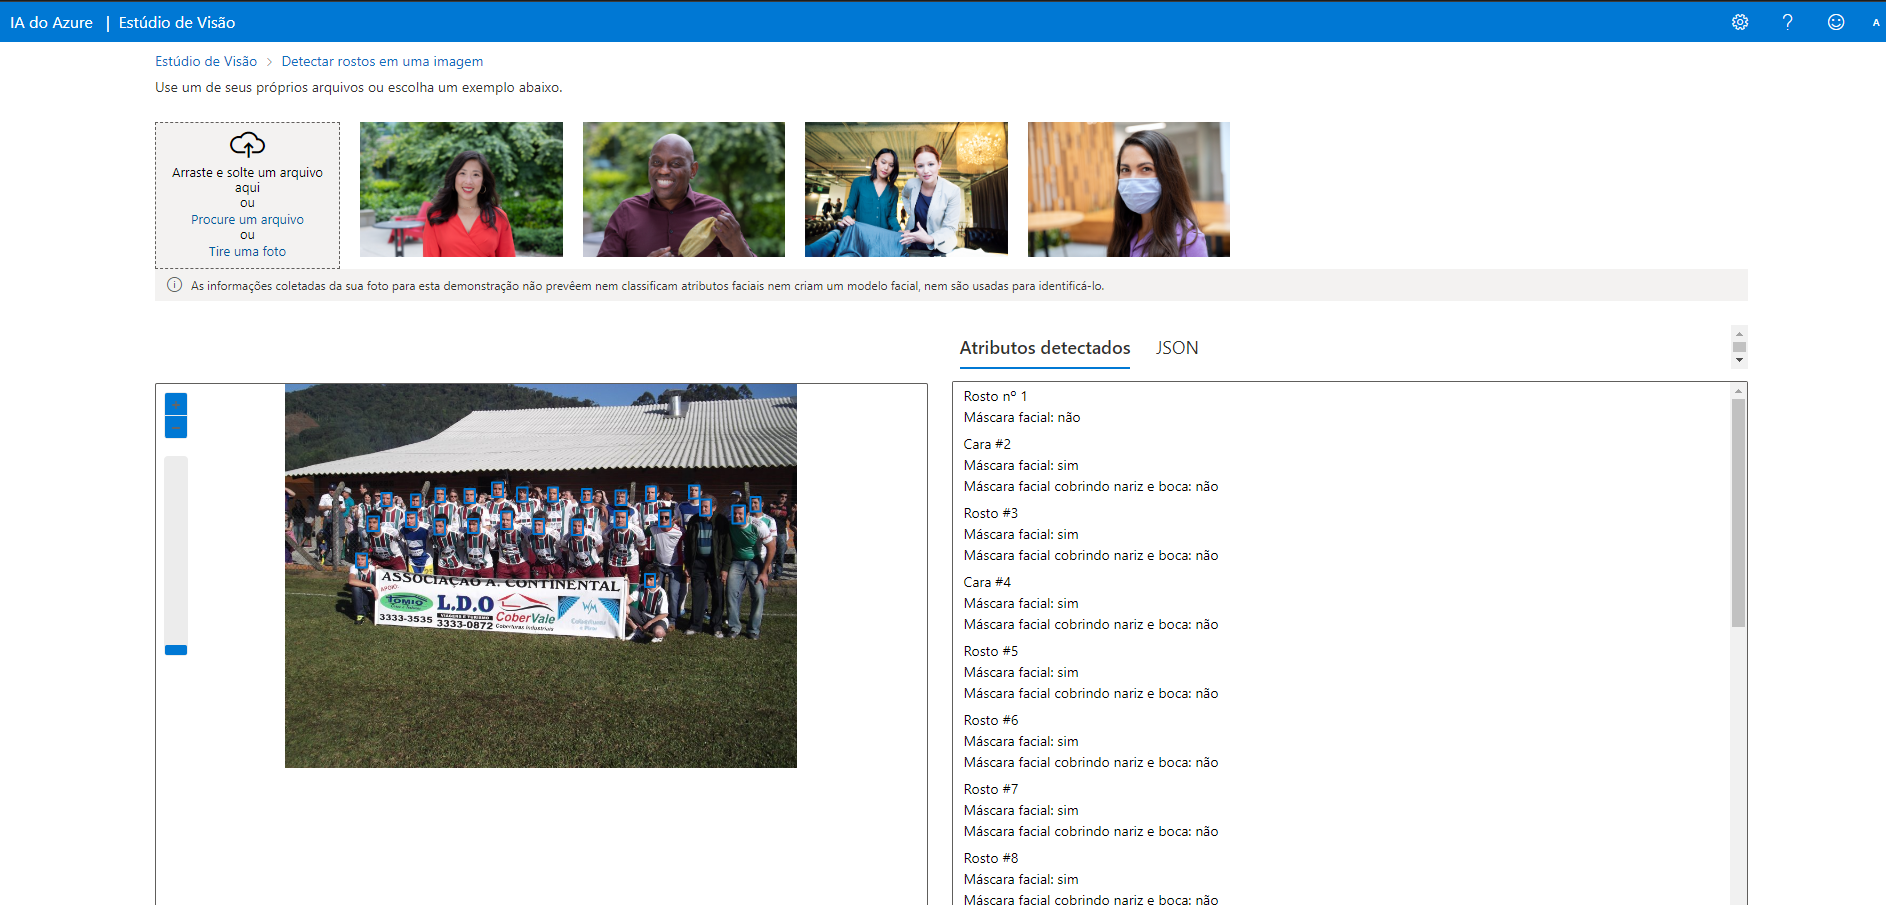 IA do Azure | Estúdio de Visão
A
Estúdio de Visão > Detectar rostos em uma imagem
Use um de seus próprios arquivos ou escolha um exemplo abaixo.
Arraste e solte um arquivo
aqui
ou
Procure um arquivo
ou
Tire uma foto
As informações coletadas da sua foto para esta demonstração não prevêem nem classificam atributos faciais nem criam um modelo facial, nem são usadas para identificá-lo.
Atributos detectados
JSON
ASSOCIAÇÃO A. CONTINENTAL
APOIO:
TOMIO
L.D.O
3333-3535
3333-0872
CoberVale
Coberturas Industriais
WM
Rosto nº 1
Máscara facial: não
Cara #2
Máscara facial: sim
Máscara facial cobrindo nariz e boca: não
Rosto #3
Máscara facial: sim
Máscara facial cobrindo nariz e boca: não
Cara #4
Máscara facial: sim
Máscara facial cobrindo nariz e boca: não
Rosto #5
Máscara facial: sim
Máscara facial cobrindo nariz e boca: não
Rosto #6
Máscara facial: sim
Máscara facial cobrindo nariz e boca: não
Rosto #7
Máscara facial: sim
Máscara facial cobrindo nariz e boca: não
Rosto #8
Máscara facial: sim
Máscara facial cobrindo nariz e boca: não